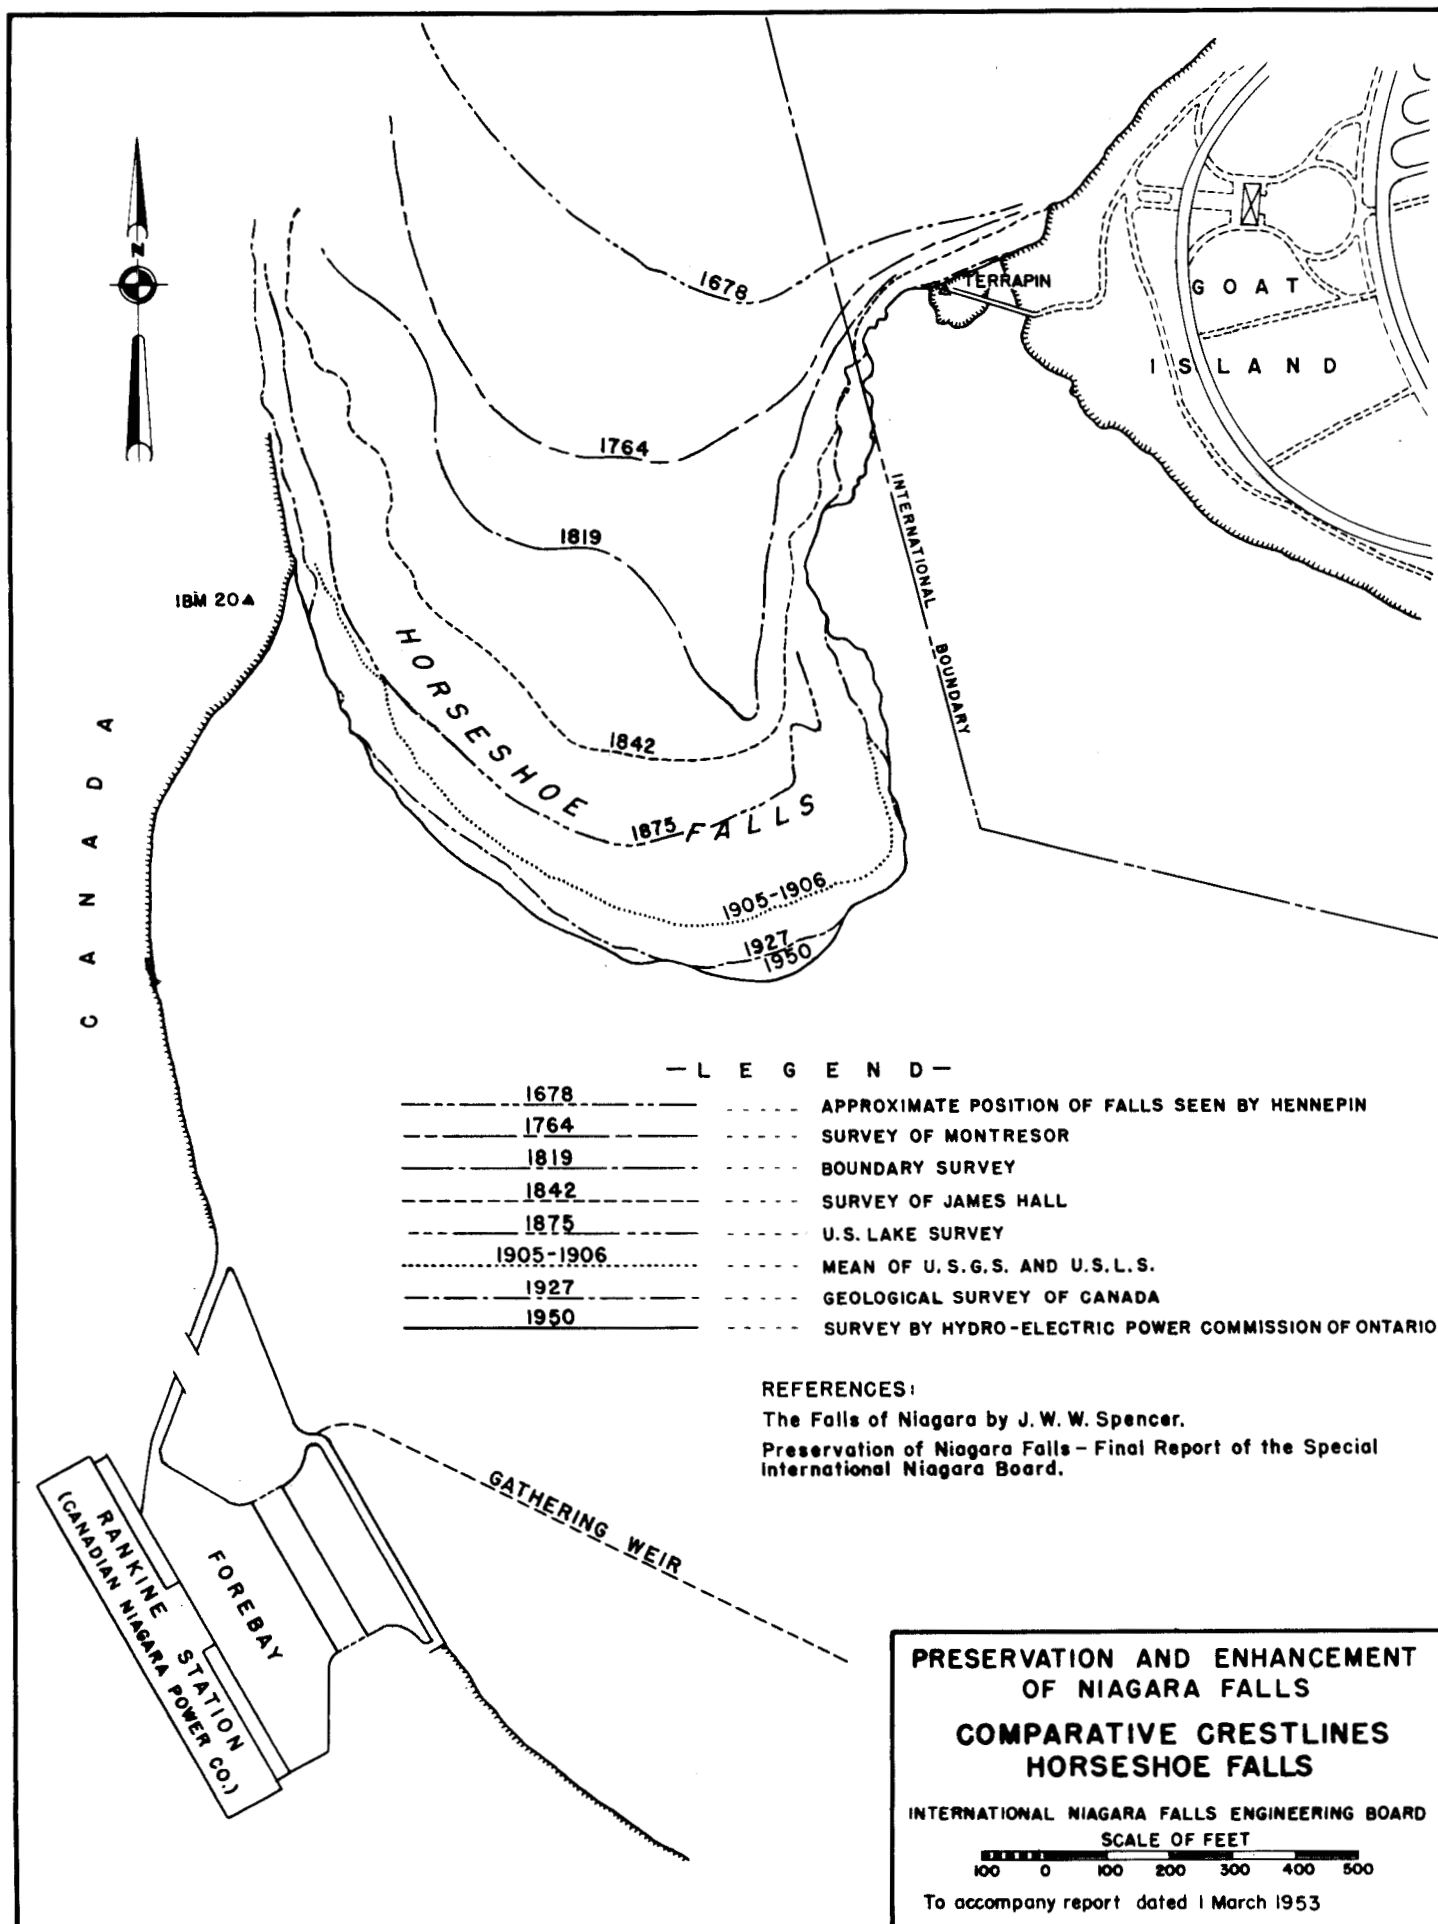 N
1678
TERRAPIN
GOAT
ISLAND
1764
1819
INTERNATIONAL BOUNDARY
IBM 20
HORSESHOE FALLS
CANADA
1842
1875
1905-1906
1927
1950
—LEGEND—
1678 ----- APPROXIMATE POSITION OF FALLS SEEN BY HENNEPIN
1764 ----- SURVEY OF MONTRESOR
1819 ----- BOUNDARY SURVEY
1842 ----- SURVEY OF JAMES HALL
1875 ----- U.S. LAKE SURVEY
1905-1906 ----- MEAN OF U.S.G.S. AND U.S.L.S.
1927 ----- GEOLOGICAL SURVEY OF CANADA
1950 ----- SURVEY BY HYDRO-ELECTRIC POWER COMMISSION OF ONTARIO
REFERENCES:
The Falls of Niagara by J. W. W. Spencer.
Preservation of Niagara Falls – Final Report of the Special
International Niagara Board.
GATHERING WEIR
FOREBAY
RANKINE STATION
(CANADIAN NIAGARA POWER CO.)
PRESERVATION AND ENHANCEMENT
OF NIAGARA FALLS
COMPARATIVE CRESTLINES
HORSESHOE FALLS
INTERNATIONAL NIAGARA FALLS ENGINEERING BOARD
SCALE OF FEET
100 0 100 200 300 400 500
To accompany report dated 1 March 1953